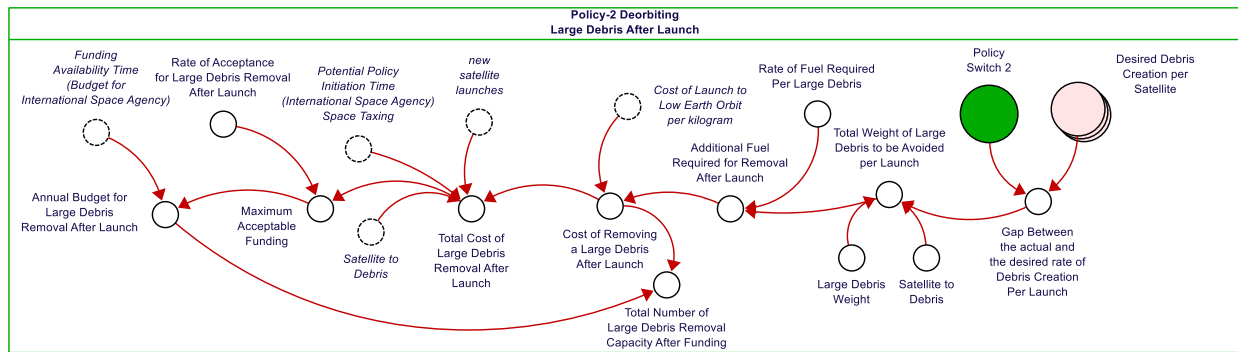 Policy-2 Deorbiting
Large Debris After Launch
Funding
Availability Time
(Budget for
International Space Agency)
Rate of Acceptance
for Large Debris Removal
After Launch
Potential Policy
Initiation Time
(International Space Agency)
Space Taxing
new
satellite
launches
Cost of Launch to
Low Earth Orbit
per kilogram
Rate of Fuel Required
Per Large Debris
Policy
Switch 2
Desired Debris
Creation per
Satellite
Total Weight of Large
Debris to be Avoided
per Launch
Additional Fuel
Required for Removal
After Launch
Annual Budget for
Large Debris
Removal After Launch
Maximum
Acceptable
Funding
Satellite to
Debris
Total Cost of
Large Debris
Removal After
Launch
Cost of Removing
a Large Debris
After Launch
Total Number of
Large Debris Removal
Capacity After Funding
Large Debris
Weight
Satellite to
Debris
Gap Between
the actual and
the desired rate of
Debris Creation
Per Launch